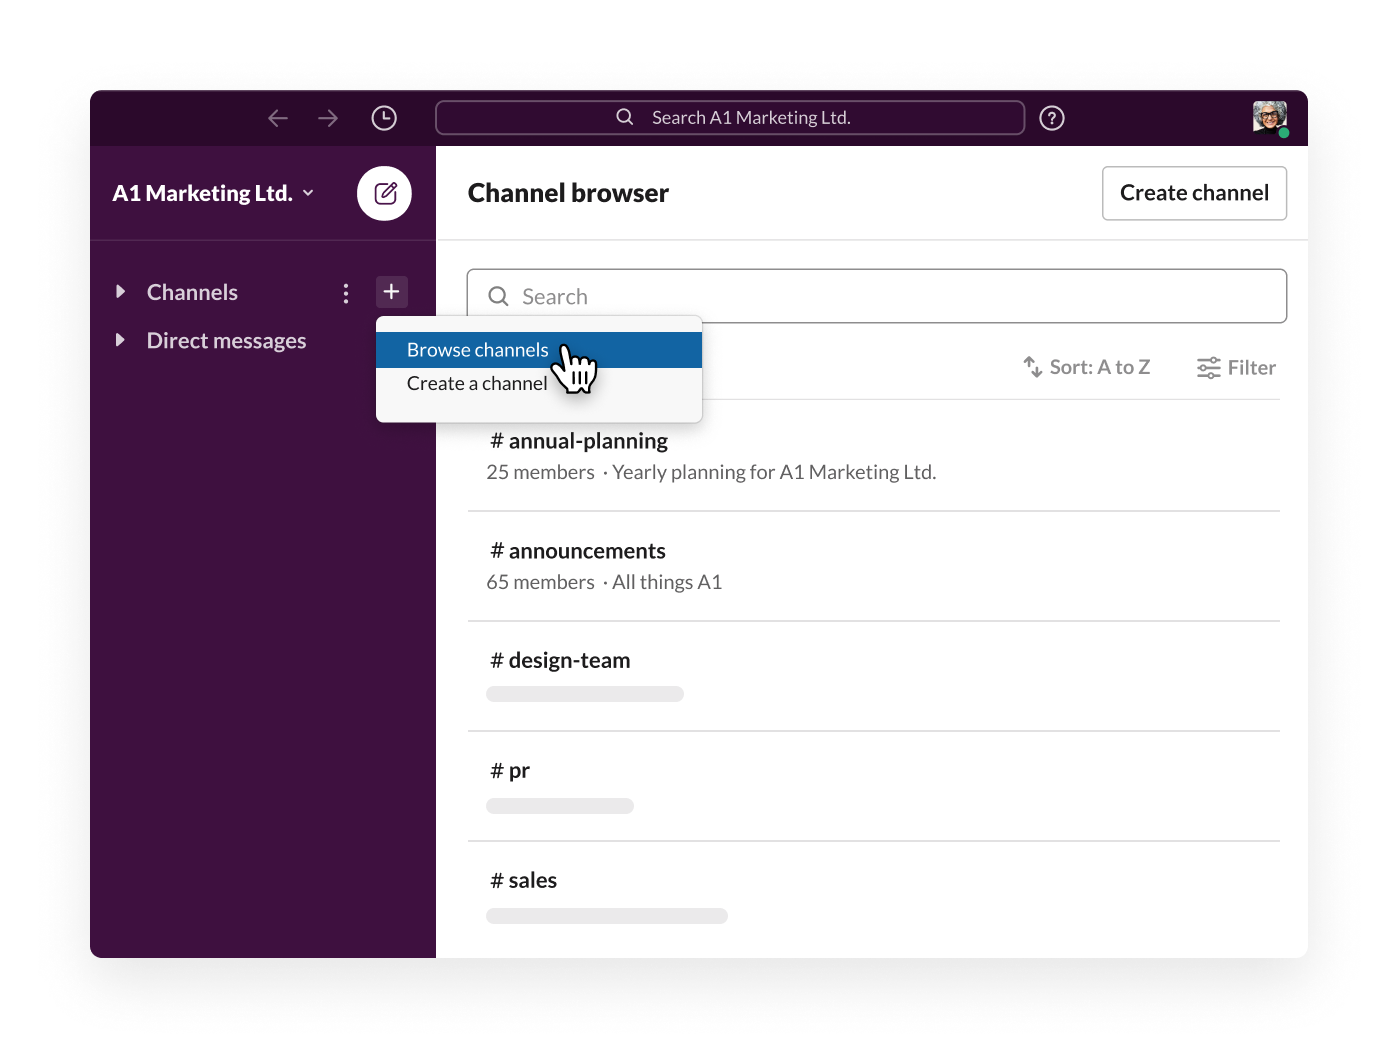 Search A1 Marketing Ltd.
A1 Marketing Ltd.
Channel browser
Create channel
Channels
Direct messages
Search
Browse channels
Create a channel
Sort: A to Z
Filter
# annual-planning
25 members · Yearly planning for A1 Marketing Ltd.
# announcements
65 members · All things A1
# design-team
# pr
# sales